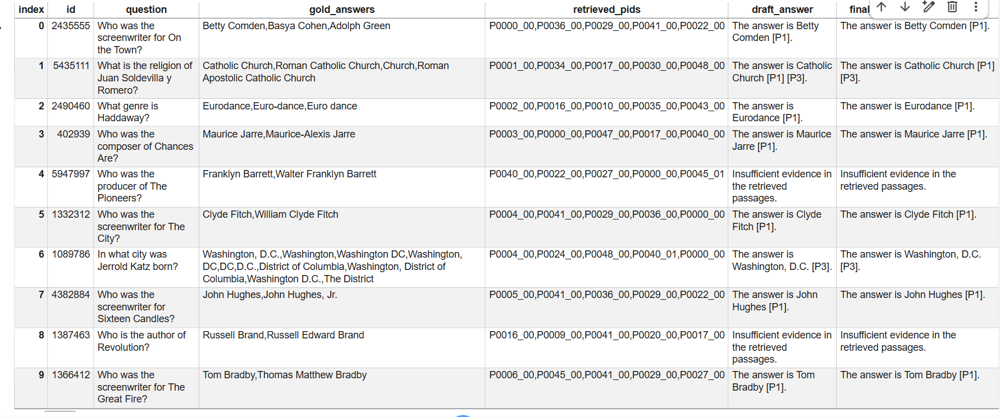 index id question gold_answers retrieved_pids draft_answer final
0 2435555 Who was the screenwriter for On the Town? Betty Comden,Basya Cohen,Adolph Green P0000_00,P0036_00,P0029_00,P0041_00,P0022_00 The answer is Betty Comden [P1]. The answer is Betty Comden [P1].
1 5435111 What is the religion of Juan Soldevilla y Romero? Catholic Church,Roman Catholic Church,Church,Roman Apostolic Catholic Church P0001_00,P0034_00,P0017_00,P0030_00,P0048_00 The answer is Catholic Church [P1] [P3]. The answer is Catholic Church [P1] [P3].
2 2490460 What genre is Haddaway? Eurodance,Euro-dance,Euro dance P0002_00,P0016_00,P0010_00,P0035_00,P0043_00 The answer is Eurodance [P1]. The answer is Eurodance [P1].
3 402939 Who was the composer of Chances Are? Maurice Jarre,Maurice-Alexis Jarre P0003_00,P0000_00,P0047_00,P0017_00,P0040_00 The answer is Maurice Jarre [P1]. The answer is Maurice Jarre [P1].
4 5947997 Who was the producer of The Pioneers? Franklyn Barrett,Walter Franklyn Barrett P0040_00,P0022_00,P0027_00,P0000_00,P0045_01 Insufficient evidence in the retrieved passages. Insufficient evidence in the retrieved passages.
5 1332312 Who was the screenwriter for The City? Clyde Fitch,William Clyde Fitch P0004_00,P0041_00,P0029_00,P0036_00,P0000_00 The answer is Clyde Fitch [P1]. The answer is Clyde Fitch [P1].
6 1089786 In what city was Jerrold Katz born? Washington, D.C.,Washington,Washington DC,Washington, DC,DC,D.C.,District of Columbia,Washington, District of Columbia,Washington D.C.,The District P0004_00,P0024_00,P0048_00,P0040_01,P0000_00 The answer is Washington, D.C. [P3]. The answer is Washington, D.C. [P3].
7 4382884 Who was the screenwriter for Sixteen Candles? John Hughes,John Hughes, Jr. P0005_00,P0041_00,P0036_00,P0029_00,P0022_00 The answer is John Hughes [P1]. The answer is John Hughes [P1].
8 1387463 Who is the author of Revolution? Russell Brand,Russell Edward Brand P0016_00,P0009_00,P0041_00,P0020_00,P0017_00 Insufficient evidence in the retrieved passages. Insufficient evidence in the retrieved passages.
9 1366412 Who was the screenwriter for The Great Fire? Tom Bradby,Thomas Matthew Bradby P0006_00,P0045_00,P0041_00,P0029_00,P0027_00 The answer is Tom Bradby [P1]. The answer is Tom Bradby [P1].